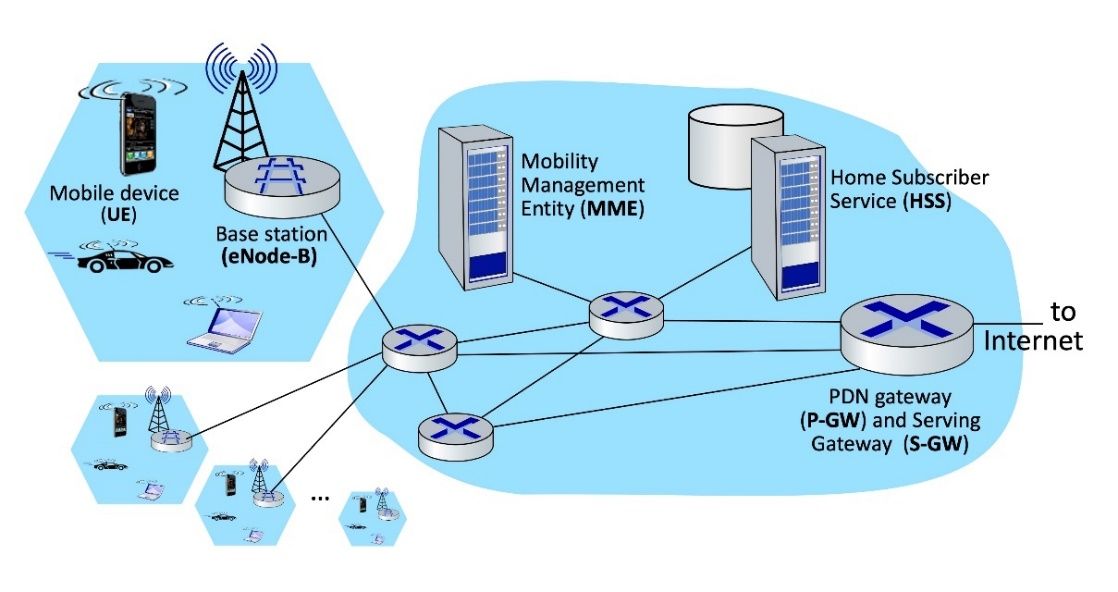 Mobile device
(UE)
Base station
(eNode-B)
Mobility
Management
Entity (MME)
Home Subscriber
Service (HSS)
to
Internet
PDN gateway
(P-GW) and Serving
Gateway (S-GW)
...